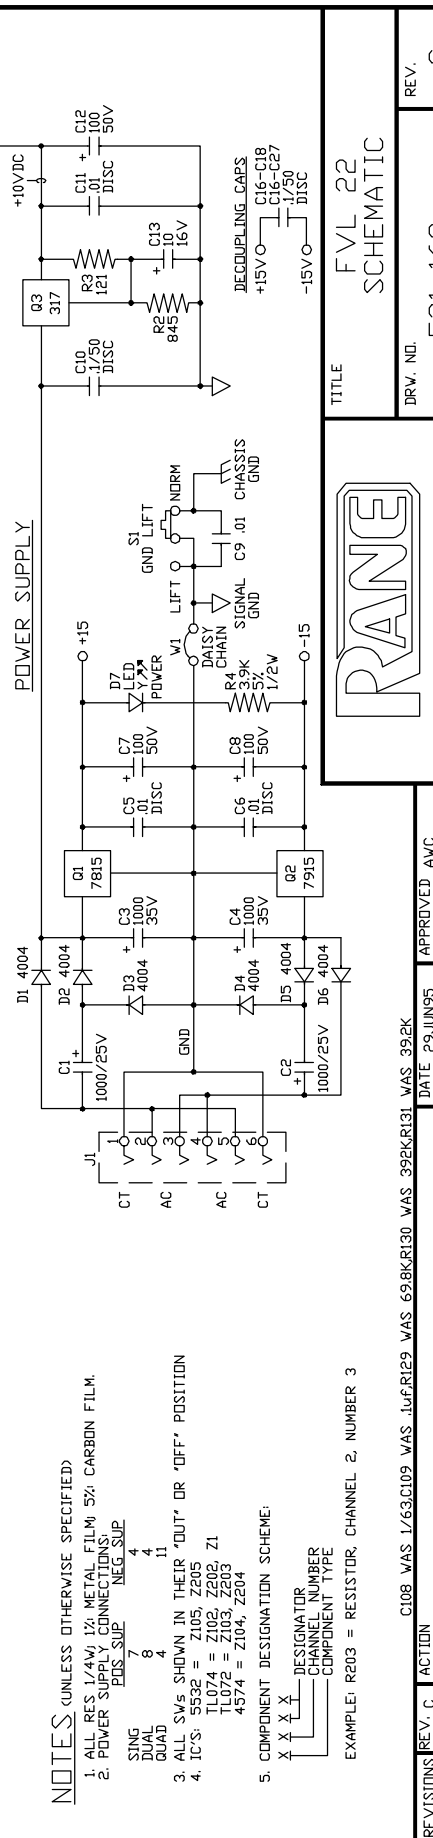 NOTES (UNLESS OTHERWISE SPECIFIED)
1. ALL RES 1/4W; 1%; METAL FILM; 5%; CARBON FILM.
2. POWER SUPPLY CONNECTIONS:
POS SUP NEG SUP
SING 7 4
DUAL 8 4
QUAD 4 11
3. ALL SWs SHOWN IN THEIR "OUT" OR "OFF" POSITION
4. IC'S: 5532 = Z105, Z205
TL074 = Z102, Z202, Z1
TL072 = Z103, Z203
4574 = Z104, Z204
5. COMPONENT DESIGNATION SCHEME:
X X X X
DESIGNATOR
CHANNEL NUMBER
COMPONENT TYPE
EXAMPLE: R203 = RESISTOR, CHANNEL 2, NUMBER 3
POWER SUPPLY
J1
CT
AC
AC
CT
1
2
3
4
5
6
C1
+
1000/25V
C2
+
1000/25V
GND
D1 4004
D2 4004
D3
4004
D4
4004
D5 4004
D6 4004
+
C3
1000
35V
+
C4
1000
35V
Q1
7815
Q2
7915
C5
.01
DISC
C6
.01
DISC
+
C7
100
50V
+
C8
100
50V
D7
LED
POWER
R4
3.9K
5%
1/2W
+15
-15
W1
DAISY
CHAIN
SIGNAL
GND
LIFT
S1
GND LIFT
NORM
C9 .01
CHASSIS
GND
C10
.1/50
DISC
Q3
317
R3
121
R2
845
+
C13
10
16V
C11
.01
DISC
+
C12
100
50V
+10VDC
DECOUPLING CAPS
+15V
C16-C18
C16-C27
.1/50
DISC
-15V
RANE
TITLE
FVL 22
SCHEMATIC
DRW. NO.
REV.
REVISIONS
REV. C
ACTION
C108 WAS 1/63,C109 WAS .1uf,R129 WAS 69.8K,R130 WAS 392K,R131 WAS 39.2K
DATE 29JUN95
APPROVED AWC